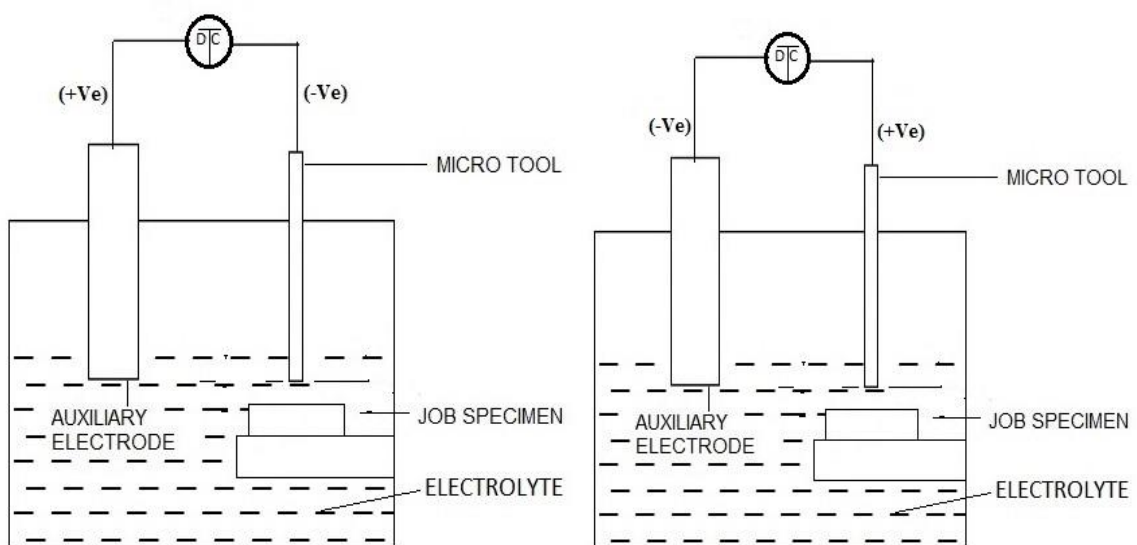 DC
(+Ve)
(-Ve)
MICRO TOOL
AUXILIARY
ELECTRODE
JOB SPECIMEN
ELECTROLYTE
DC
(-Ve)
(+Ve)
MICRO TOOL
AUXILIARY
ELECTRODE
JOB SPECIMEN
ELECTROLYTE